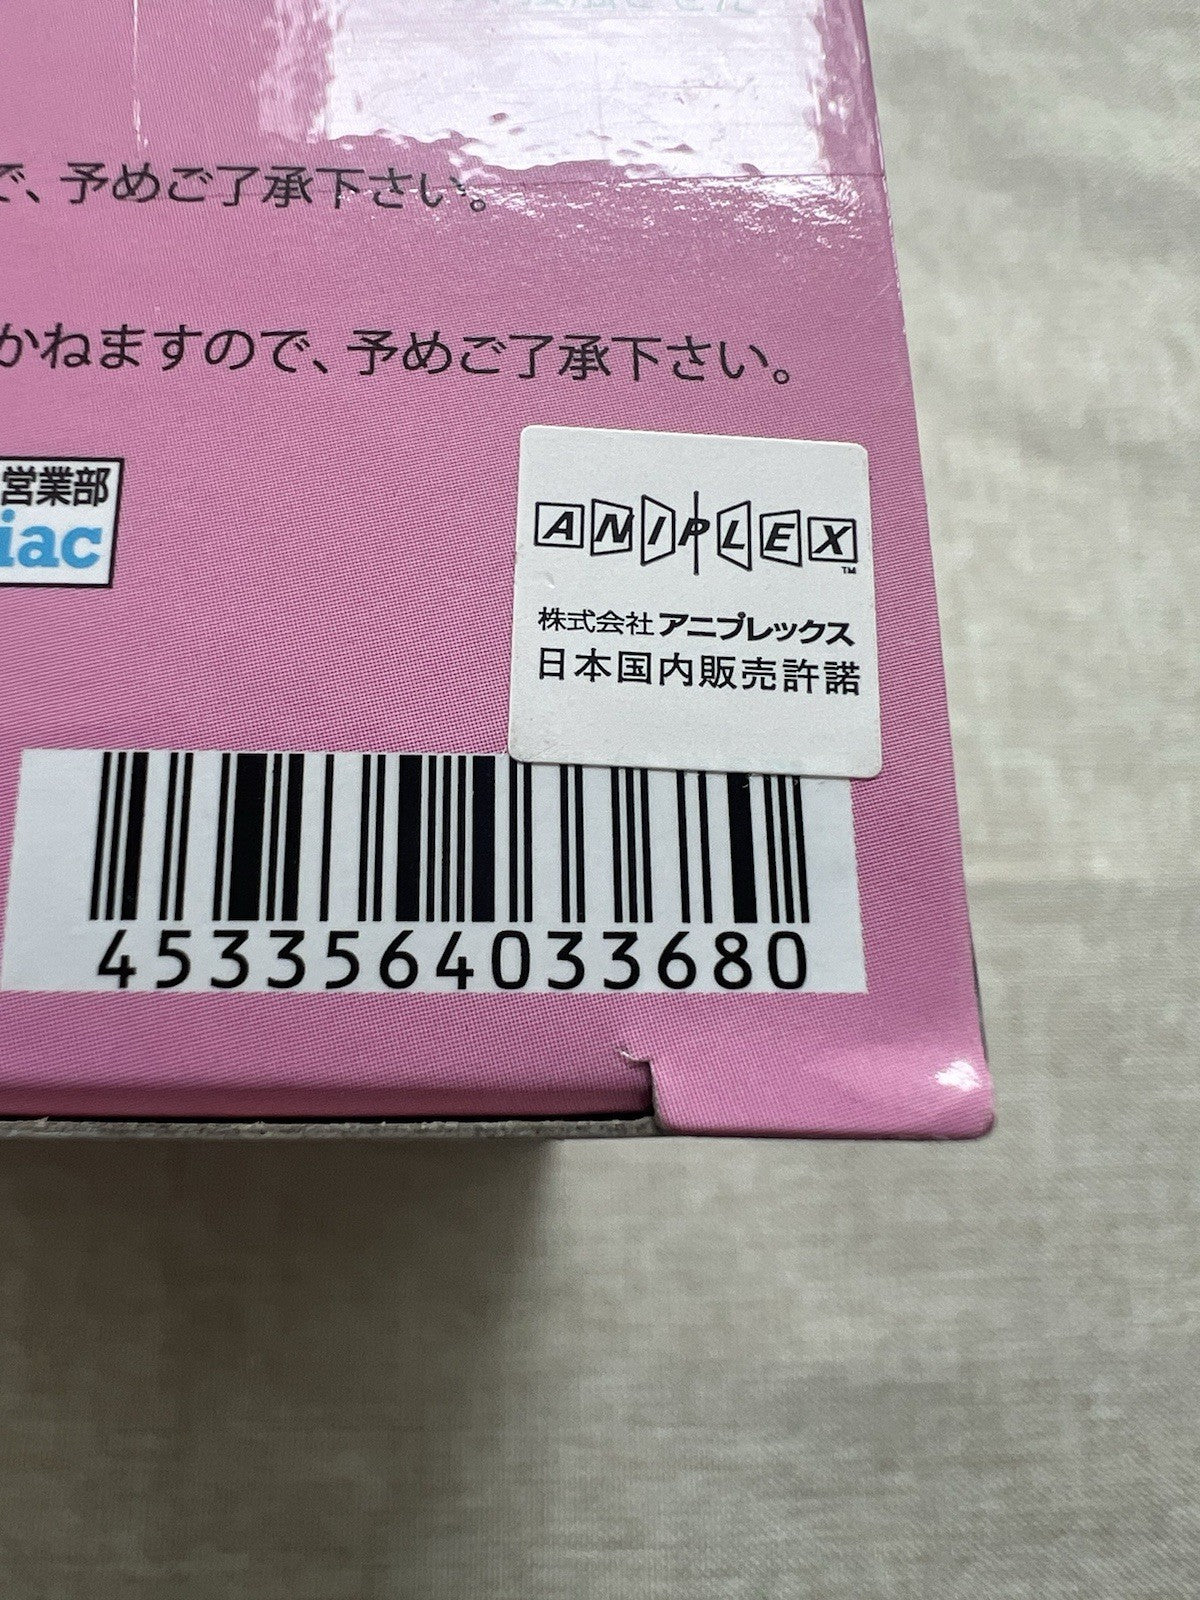 で、予めご了承下さい。
かねますので、予めご了承下さい。
営業部
iac
ANIPLEX
TM
株式会社アニプレックス
日本国内販売許諾
4533564033680